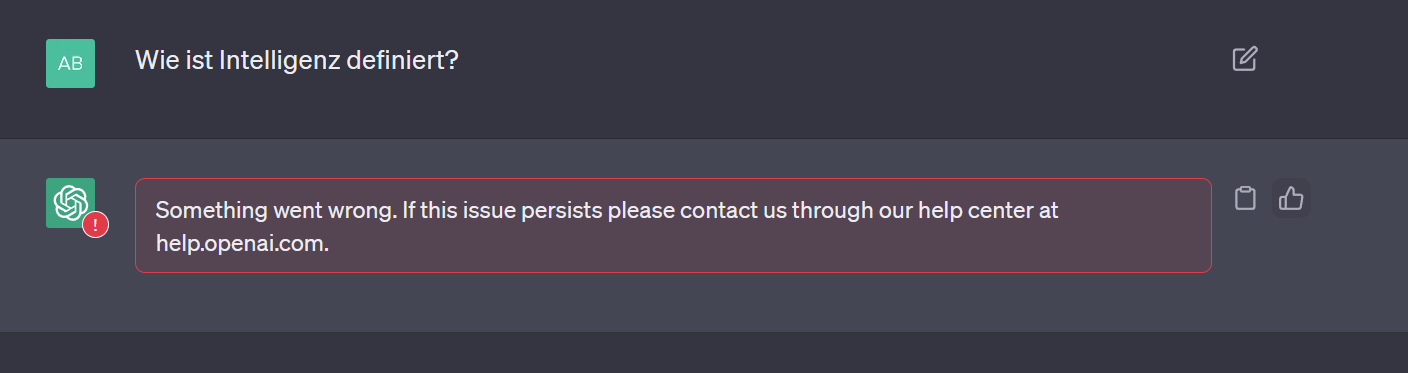 AB
Wie ist Intelligenz definiert?
!
Something went wrong. If this issue persists please contact us through our help center at
help.openai.com.